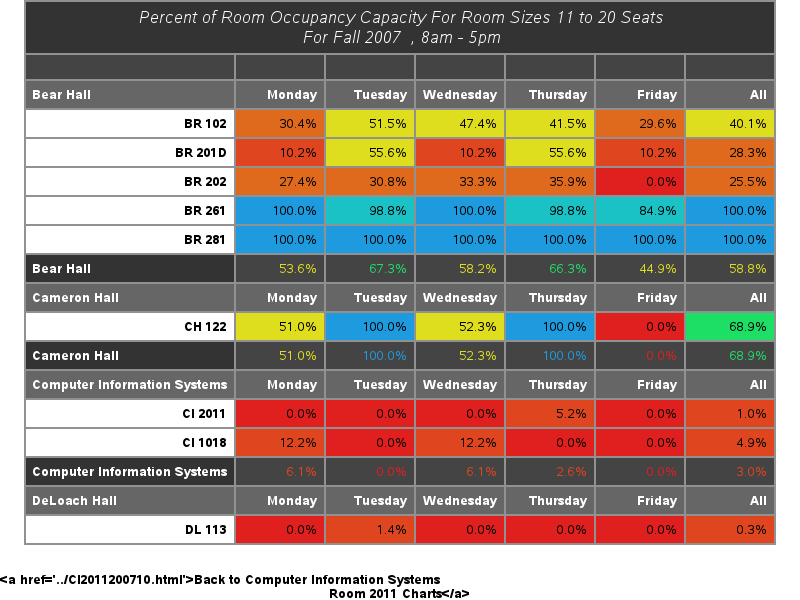 Percent of Room Occupancy Capacity For Room Sizes 11 to 20 Seats
For Fall 2007 , 8am - 5pm
Bear Hall Monday Tuesday Wednesday Thursday Friday All
BR 102 30.4% 51.5% 47.4% 41.5% 29.6% 40.1%
BR 201D 10.2% 55.6% 10.2% 55.6% 10.2% 28.3%
BR 202 27.4% 30.8% 33.3% 35.9% 0.0% 25.5%
BR 261 100.0% 98.8% 100.0% 98.8% 84.9% 100.0%
BR 281 100.0% 100.0% 100.0% 100.0% 100.0% 100.0%
Bear Hall 53.6% 67.3% 58.2% 66.3% 44.9% 58.8%
Cameron Hall Monday Tuesday Wednesday Thursday Friday All
CH 122 51.0% 100.0% 52.3% 100.0% 0.0% 68.9%
Cameron Hall 51.0% 100.0% 52.3% 100.0% 0.0% 68.9%
Computer Information Systems Monday Tuesday Wednesday Thursday Friday All
CI 2011 0.0% 0.0% 0.0% 5.2% 0.0% 1.0%
CI 1018 12.2% 0.0% 12.2% 0.0% 0.0% 4.9%
Computer Information Systems 6.1% 0.0% 6.1% 2.6% 0.0% 3.0%
DeLoach Hall Monday Tuesday Wednesday Thursday Friday All
DL 113 0.0% 1.4% 0.0% 0.0% 0.0% 0.3%
<a href='../CI2011200710.html'>Back to Computer Information Systems
Room 2011 Charts</a>